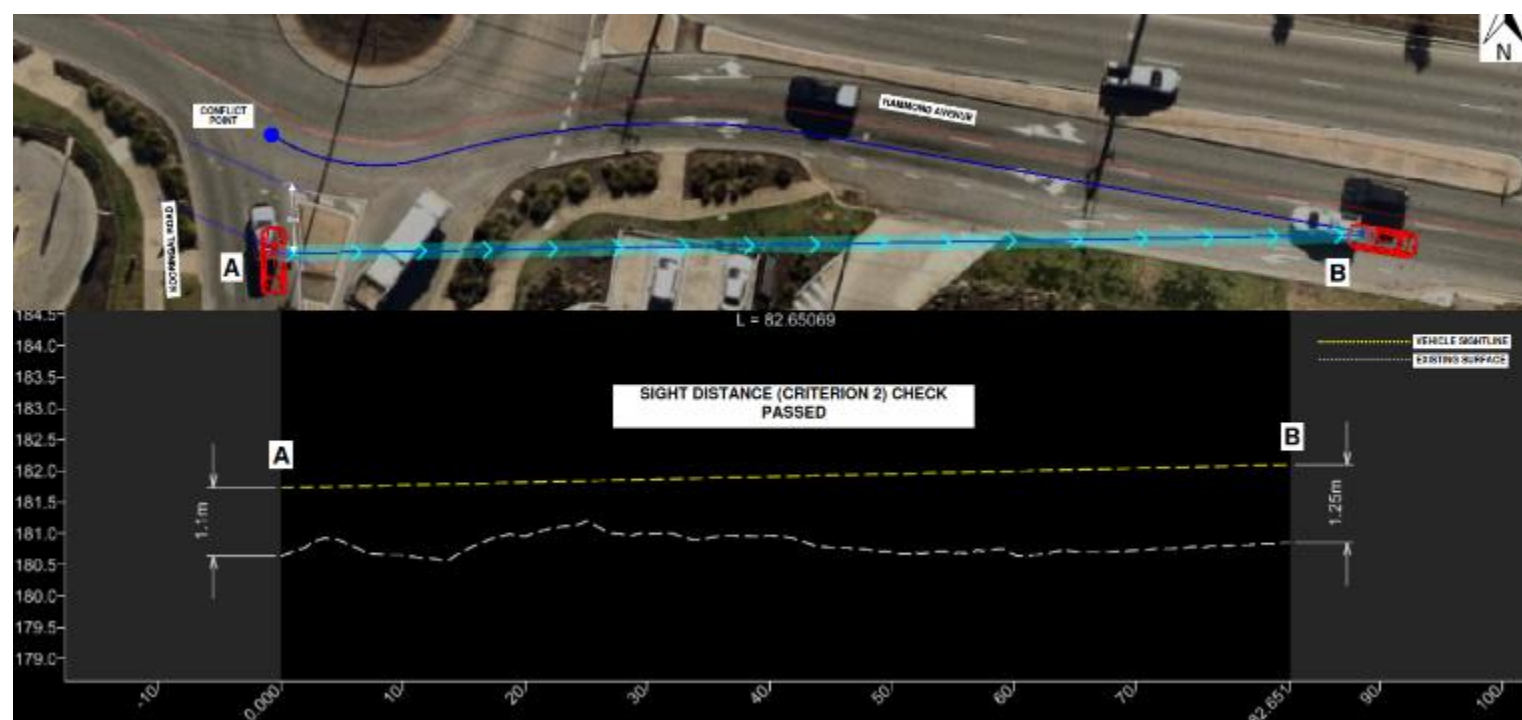 N
CONFLICT
POINT
HAMMOND AVENUE
KOORINGAL ROAD
A
B
L = 82.65069
184.5
184.0
183.5
183.0
182.5
182.0
181.5
181.0
180.5
180.0
179.5
179.0
VEHICLE SIGHTLINE
EXISTING SURFACE
SIGHT DISTANCE (CRITERION 2) CHECK
PASSED
A
B
1.1m
1.25m
-10
0.000
10
20
30
40
50
60
70
82.651
90
100